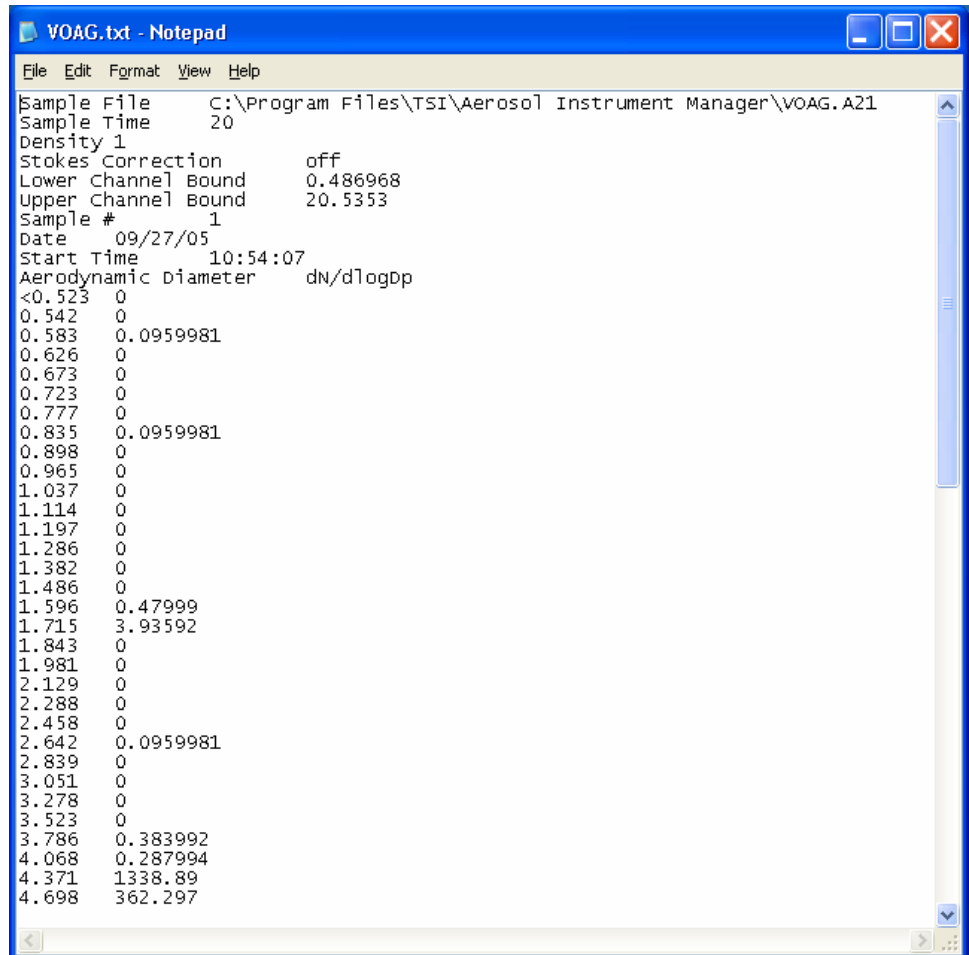 VOAG.txt - Notepad
File Edit Format View Help
Sample File C:\Program Files\TSI\Aerosol Instrument Manager\VOAG.A21
Sample Time 20
Density 1
Stokes Correction off
Lower Channel Bound 0.486968
Upper Channel Bound 20.5353
Sample # 1
Date 09/27/05
Start Time 10:54:07
Aerodynamic Diameter dN/dlogDp
<0.523 0
0.542 0
0.583 0.0959981
0.626 0
0.673 0
0.723 0
0.777 0
0.835 0.0959981
0.898 0
0.965 0
1.037 0
1.114 0
1.197 0
1.286 0
1.382 0
1.486 0
1.596 0.47999
1.715 3.93592
1.843 0
1.981 0
2.129 0
2.288 0
2.458 0
2.642 0.0959981
2.839 0
3.051 0
3.278 0
3.523 0
3.786 0.383992
4.068 0.287994
4.371 1338.89
4.698 362.297